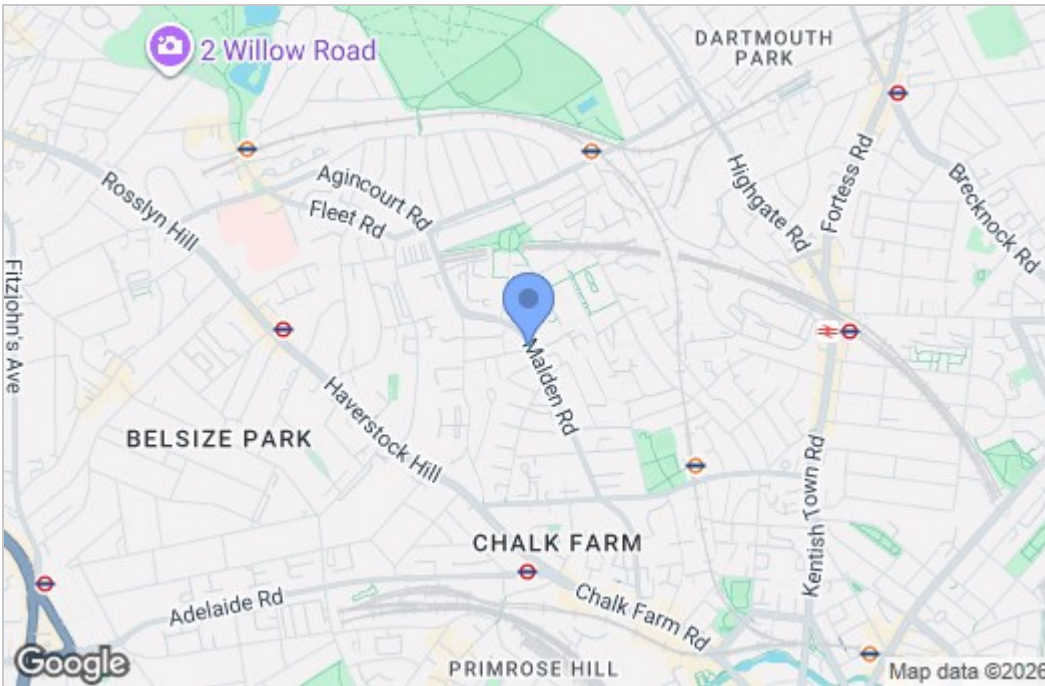 2 Willow Road
DARTMOUTH
PARK
Rosslyn Hill
Agincourt Rd
Fleet Rd
Highgate Rd
Fortess Rd
Brecknock Rd
Fitzjohn's Ave
Malden Rd
BELSIZE PARK
Haverstock Hill
Kentish Town Rd
CHALK FARM
Adelaide Rd
Chalk Farm Rd
PRIMROSE HILL
Google
Map data ©2026